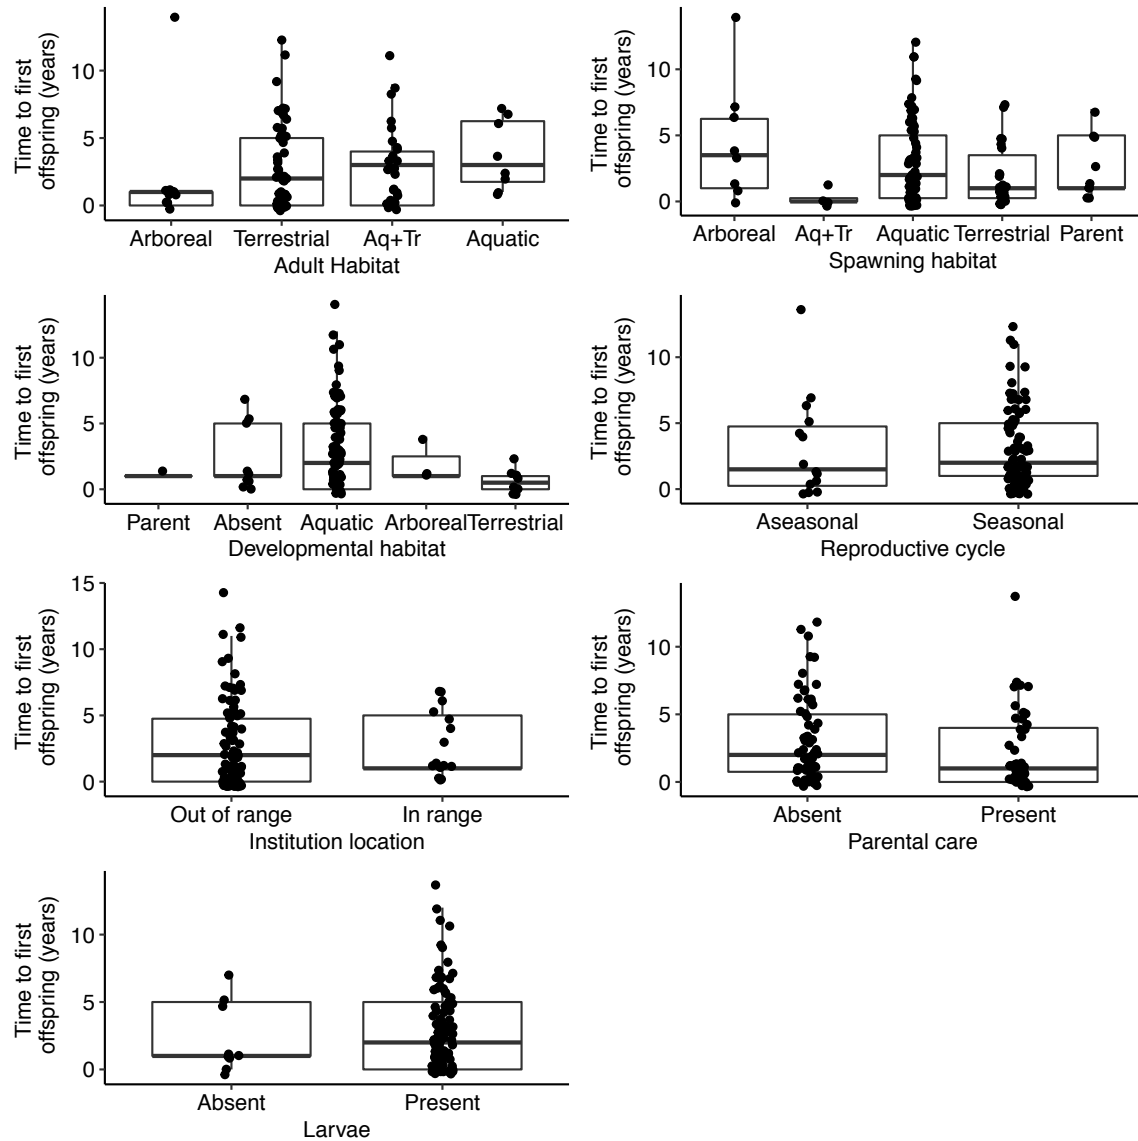 Time to first
offspring (years)
10
5
0
Arboreal Terrestrial Aq+Tr Aquatic
Adult Habitat
Time to first
offspring (years)
10
5
0
Arboreal Aq+Tr Aquatic Terrestrial Parent
Spawning habitat
Time to first
offspring (years)
10
5
0
Parent Absent Aquatic Arboreal Terrestrial
Developmental habitat
Time to first
offspring (years)
10
5
0
Aseasonal Seasonal
Reproductive cycle
Time to first
offspring (years)
15
10
5
0
Out of range In range
Institution location
Time to first
offspring (years)
10
5
0
Absent Present
Parental care
Time to first
offspring (years)
10
5
0
Absent Present
Larvae